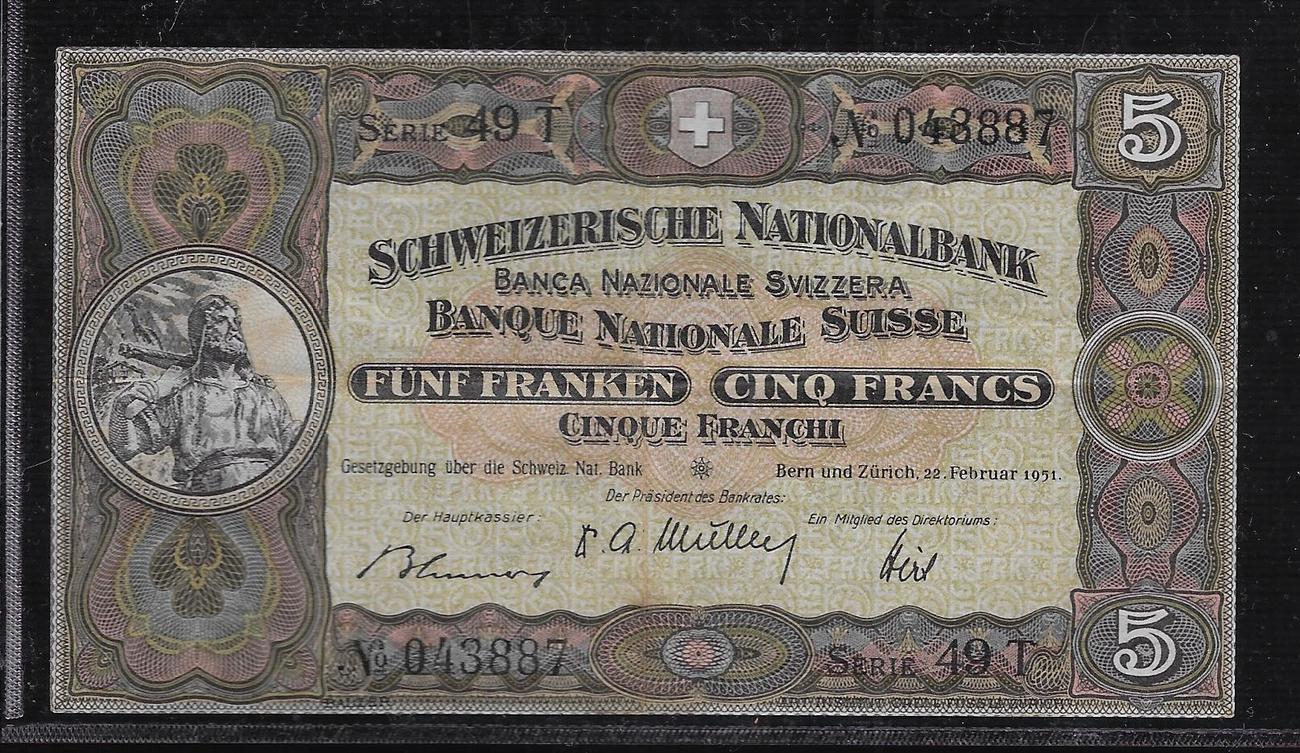 SERIE 49 T
№ 043887
5
SCHWEIZERISCHE NATIONALBANK
BANCA NAZIONALE SVIZZERA
BANQUE NATIONALE SUISSE
FÜNF FRANKEN CINQ FRANCS
CINQUE FRANCHI
Gesetzgebung über die Schweiz. Nat. Bank
Bern und Zürich, 22. Februar 1951.
Der Präsident des Bankrates:
Der Hauptkassier:
Ein Mitglied des Direktoriums:
№ 043887
SERIE 49 T
5
BALZER